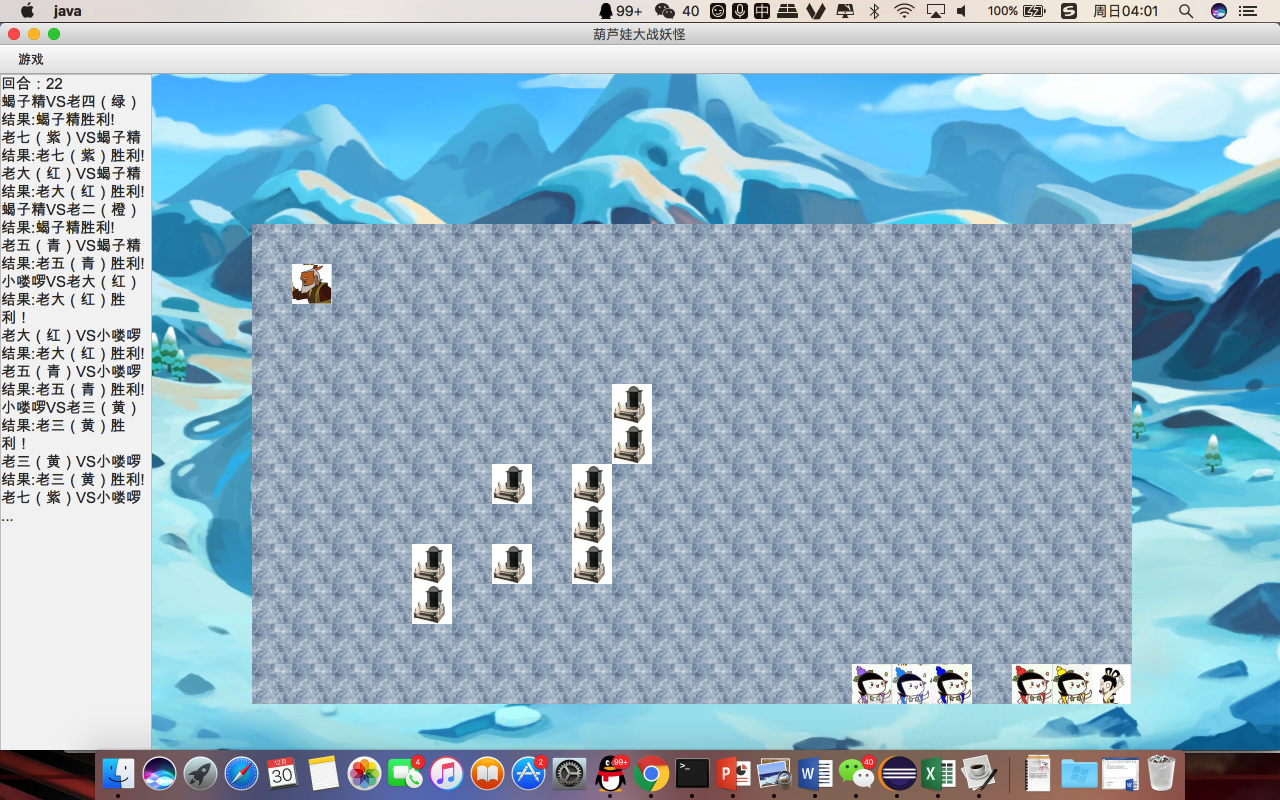 java
99+
40
中
100%
周日04:01
葫芦娃大战妖怪
游戏
回合：22
蝎子精VS老四（绿）
结果:蝎子精胜利!
老七（紫）VS蝎子精
结果:老七（紫）胜利!
老大（红）VS蝎子精
结果:老大（红）胜利!
蝎子精VS老二（橙）
结果:蝎子精胜利!
老五（青）VS蝎子精
结果:老五（青）胜利!
小喽啰VS老大（红）
结果:老大（红）胜
利！
老大（红）VS小喽啰
结果:老大（红）胜利!
老五（青）VS小喽啰
结果:老五（青）胜利!
小喽啰VS老三（黄）
结果:老三（黄）胜
利！
老三（黄）VS小喽啰
结果:老三（黄）胜利!
老七（紫）VS小喽啰
...
12月
30
4
2
99+
40